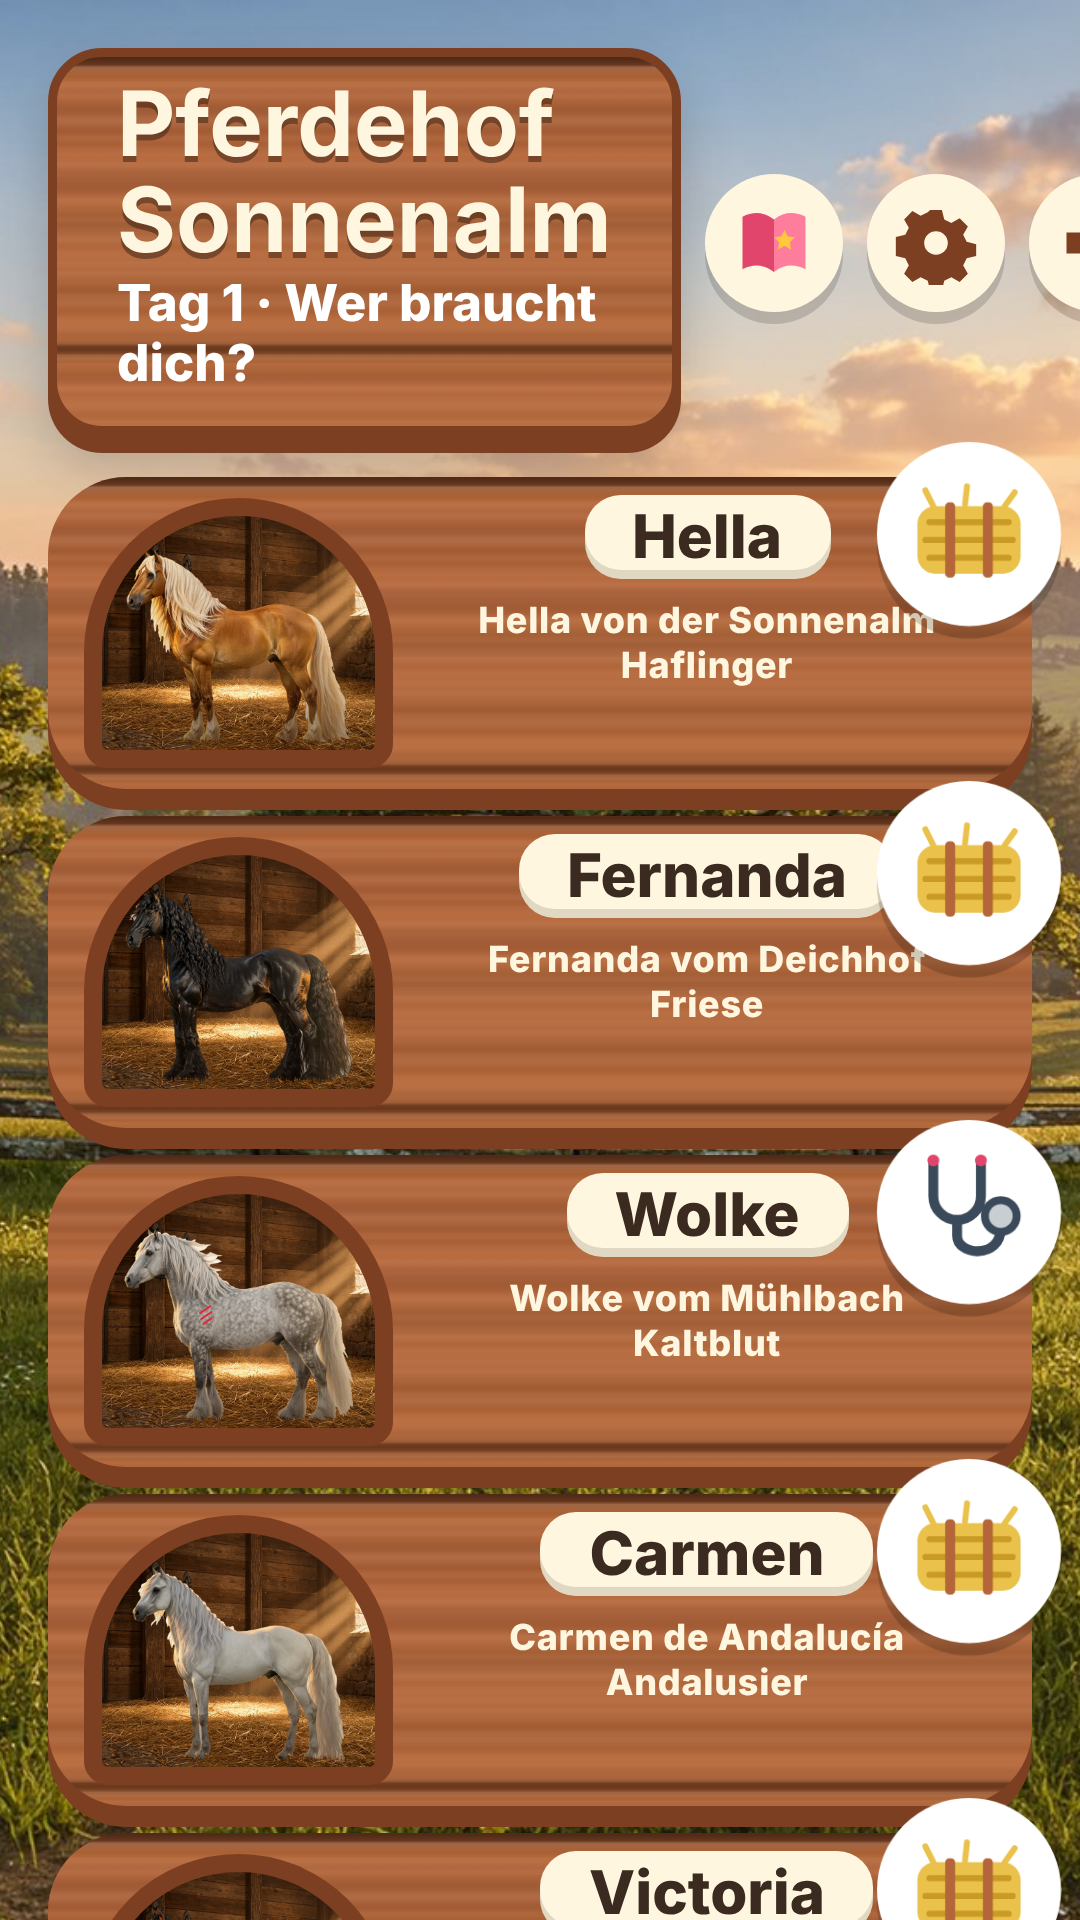 Pferdehof
Sonnenalm
Tag 1 · Wer braucht
dich?
Hella
Hella von der Sonnenalm
Haflinger
Fernanda
Fernanda vom Deichhof
Friese
Wolke
Wolke vom Mühlbach
Kaltblut
Carmen
Carmen de Andalucía
Andalusier
Victoria